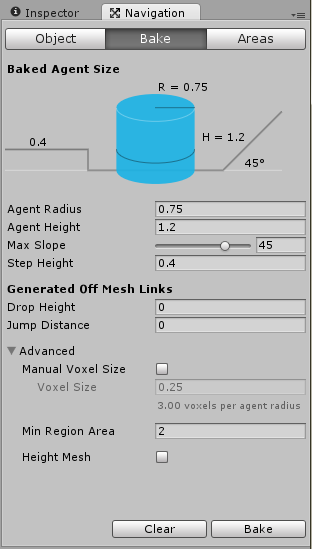 Inspector Navigation
Object Bake Areas
Baked Agent Size
R = 0.75
0.4
H = 1.2
45°
Agent Radius 0.75
Agent Height 1.2
Max Slope 45
Step Height 0.4
Generated Off Mesh Links
Drop Height 0
Jump Distance 0
Advanced
Manual Voxel Size
Voxel Size 0.25
3.00 voxels per agent radius
Min Region Area 2
Height Mesh
Clear Bake